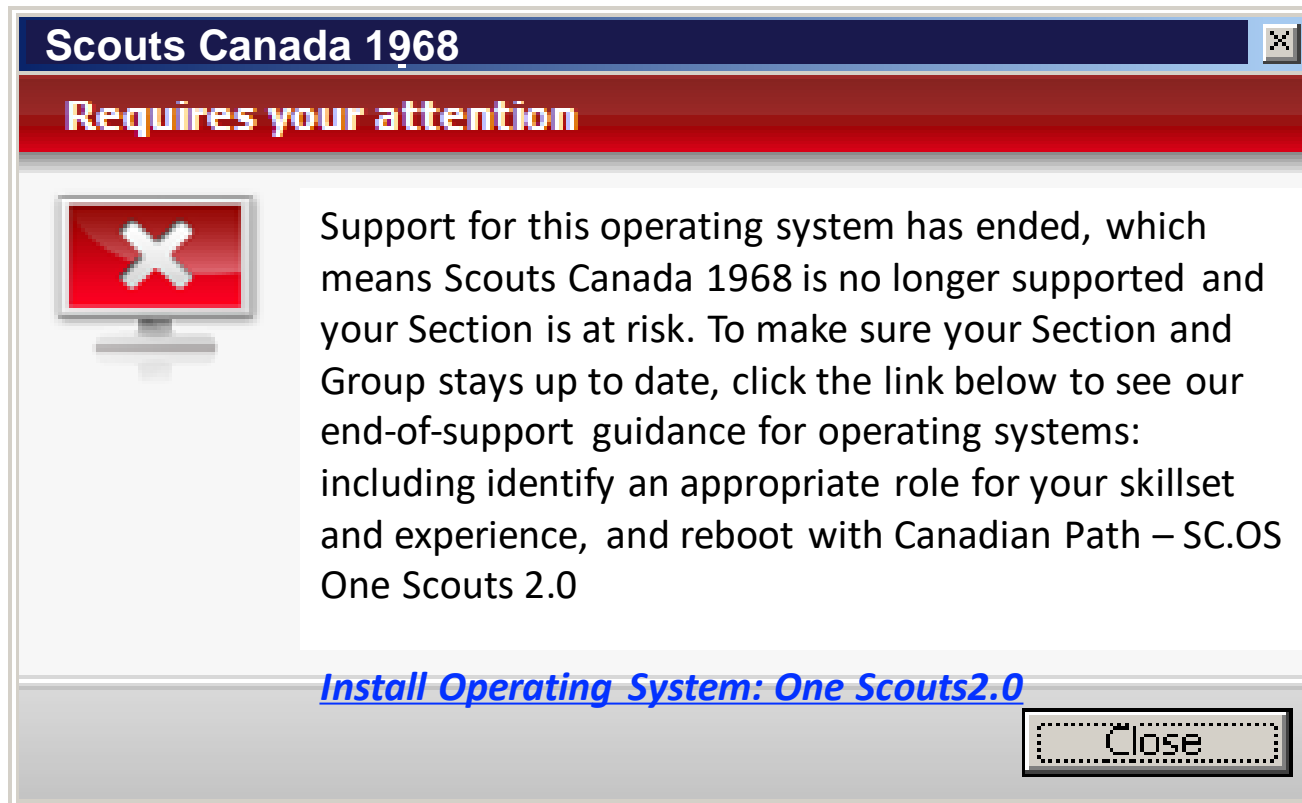 Scouts Canada 1968
Requires your attention
Support for this operating system has ended, which
means Scouts Canada 1968 is no longer supported and
your Section is at risk. To make sure your Section and
Group stays up to date, click the link below to see our
end-of-support guidance for operating systems:
including identify an appropriate role for your skillset
and experience, and reboot with Canadian Path – SC.OS
One Scouts 2.0
Install Operating System: One Scouts2.0
Close